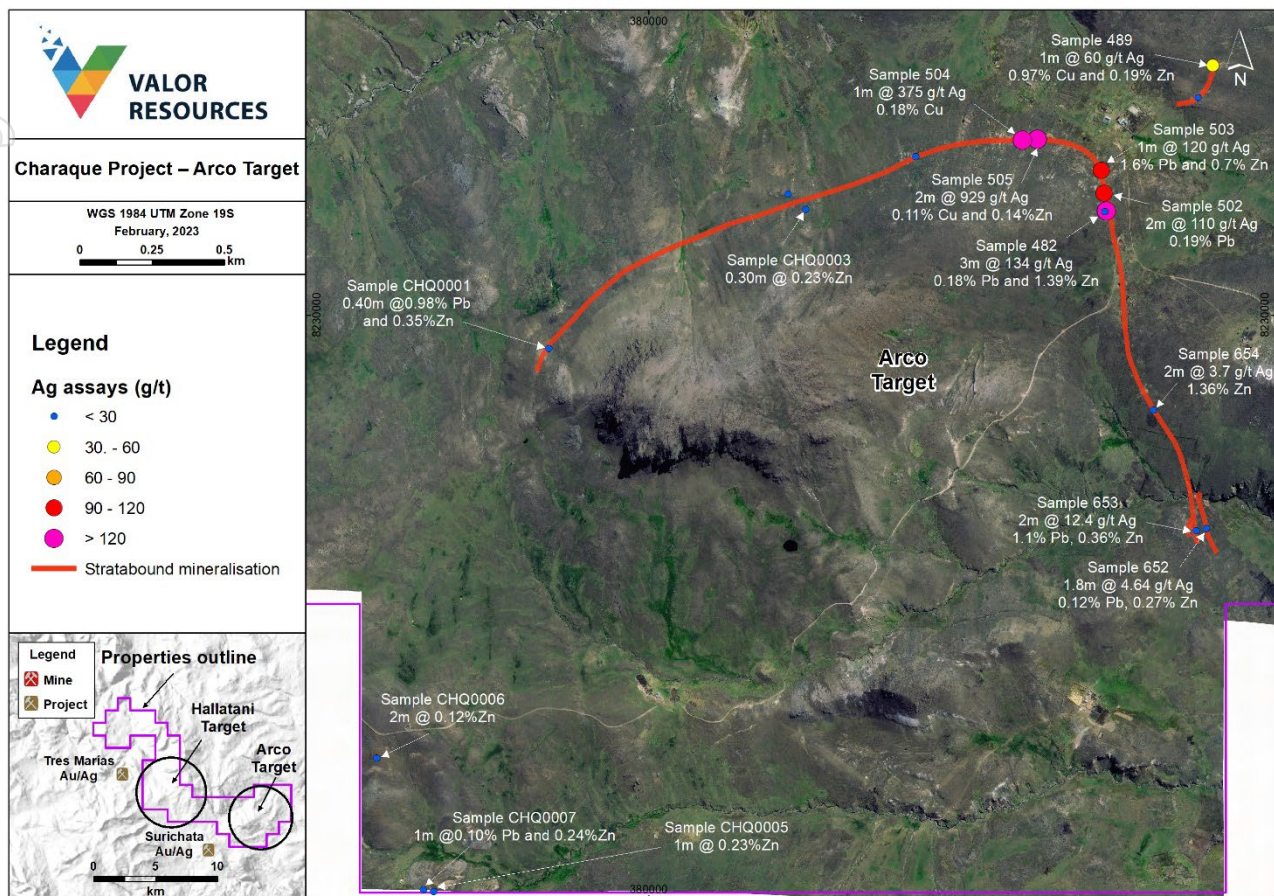 VALOR
RESOURCES
Charaque Project – Arco Target
WGS 1984 UTM Zone 19S
February, 2023
0 0.25 0.5
km
Legend
Ag assays (g/t)
< 30
30. - 60
60 - 90
90 - 120
> 120
Stratabound mineralisation
Legend
Mine
Project
Properties outline
Hallatani
Target
Arco
Target
Tres Marias
Au/Ag
Surichata
Au/Ag
0 5 10
km
380000
Sample 489
1m @ 60 g/t Ag
0.97% Cu and 0.19% Zn
N
Sample 504
1m @ 375 g/t Ag
0.18% Cu
Sample 503
1m @ 120 g/t Ag
1.6% Pb and 0.7% Zn
Sample 505
2m @ 929 g/t Ag
0.11% Cu and 0.14%Zn
Sample 502
2m @ 110 g/t Ag
0.19% Pb
Sample 482
3m @ 134 g/t Ag
0.18% Pb and 1.39% Zn
Sample CHQ0003
0.30m @ 0.23%Zn
Sample CHQ0001
0.40m @0.98% Pb
and 0.35%Zn
8230000
8230000
Arco
Target
Sample 654
2m @ 3.7 g/t Ag
1.36% Zn
Sample 653
2m @ 12.4 g/t Ag
1.1% Pb, 0.36% Zn
Sample 652
1.8m @ 4.64 g/t Ag
0.12% Pb, 0.27% Zn
Sample CHQ0006
2m @ 0.12%Zn
Sample CHQ0007
1m @0.10% Pb and 0.24%Zn
Sample CHQ0005
1m @ 0.23%Zn
380000